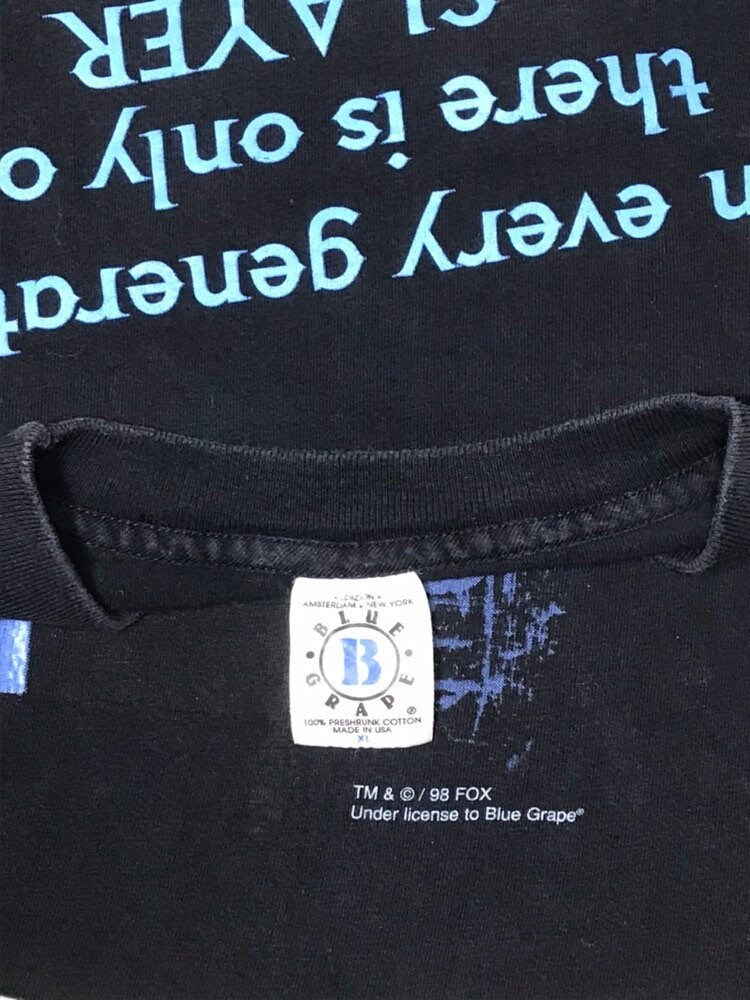 n every generat
there is only o
SLAYER
LONDON •
AMSTERDAM • NEW YORK
BLUE
B
GRAPE ®
100% PRESHRUNK COTTON
MADE IN USA
XL
TM & © / 98 FOX
Under license to Blue Grape®